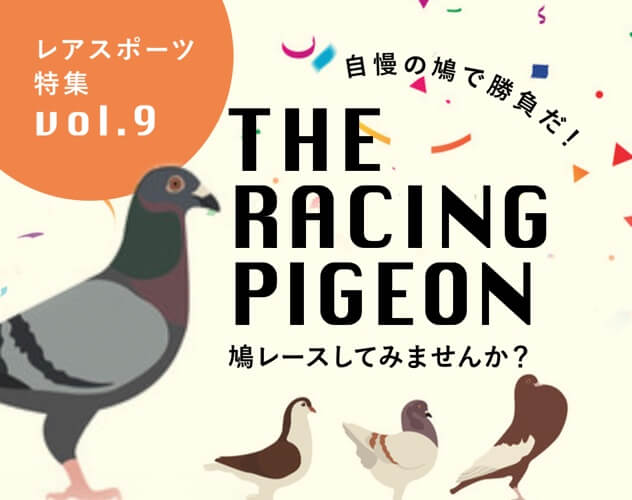 レアスポーツ
特集
vol.9
自慢の鳩で勝負だ！
THE
RACING
PIGEON
鳩レースしてみませんか？